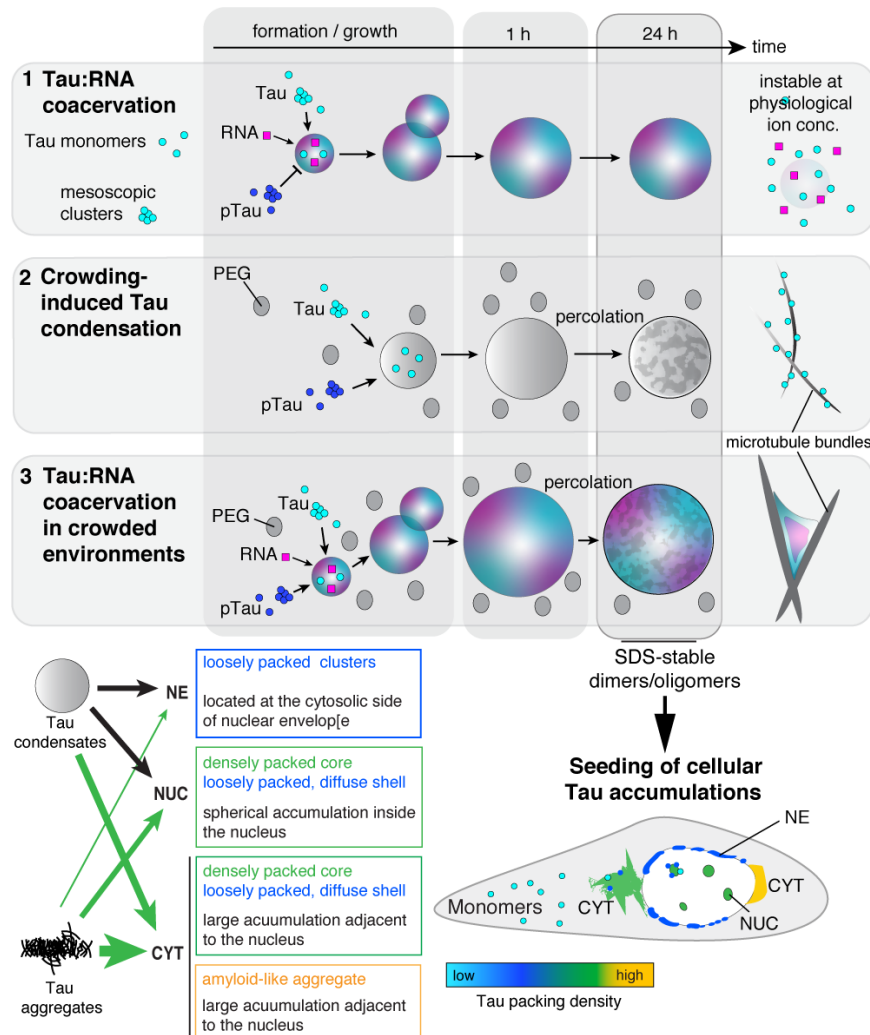 formation / growth
1 h
24 h
time
1 Tau:RNA
coacervation
Tau monomers
mesoscopic
clusters
Tau
RNA
pTau
instable at
physiological
ion conc.
2 Crowding-
induced Tau
condensation
PEG
Tau
pTau
percolation
microtubule bundles
3 Tau:RNA
coacervation
in crowded
environments
PEG
Tau
RNA
pTau
percolation
SDS-stable
dimers/oligomers
Tau
condensates
Tau
aggregates
NE
NUC
CYT
loosely packed clusters
located at the cytosolic side
of nuclear envelop[e
densely packed core
loosely packed, diffuse shell
spherical accumulation inside
the nucleus
densely packed core
loosely packed, diffuse shell
large acuumulation adjacent
to the nucleus
amyloid-like aggregate
large acuumulation adjacent
to the nucleus
Seeding of cellular
Tau accumulations
NE
Monomers
CYT
CYT
NUC
low
high
Tau packing density